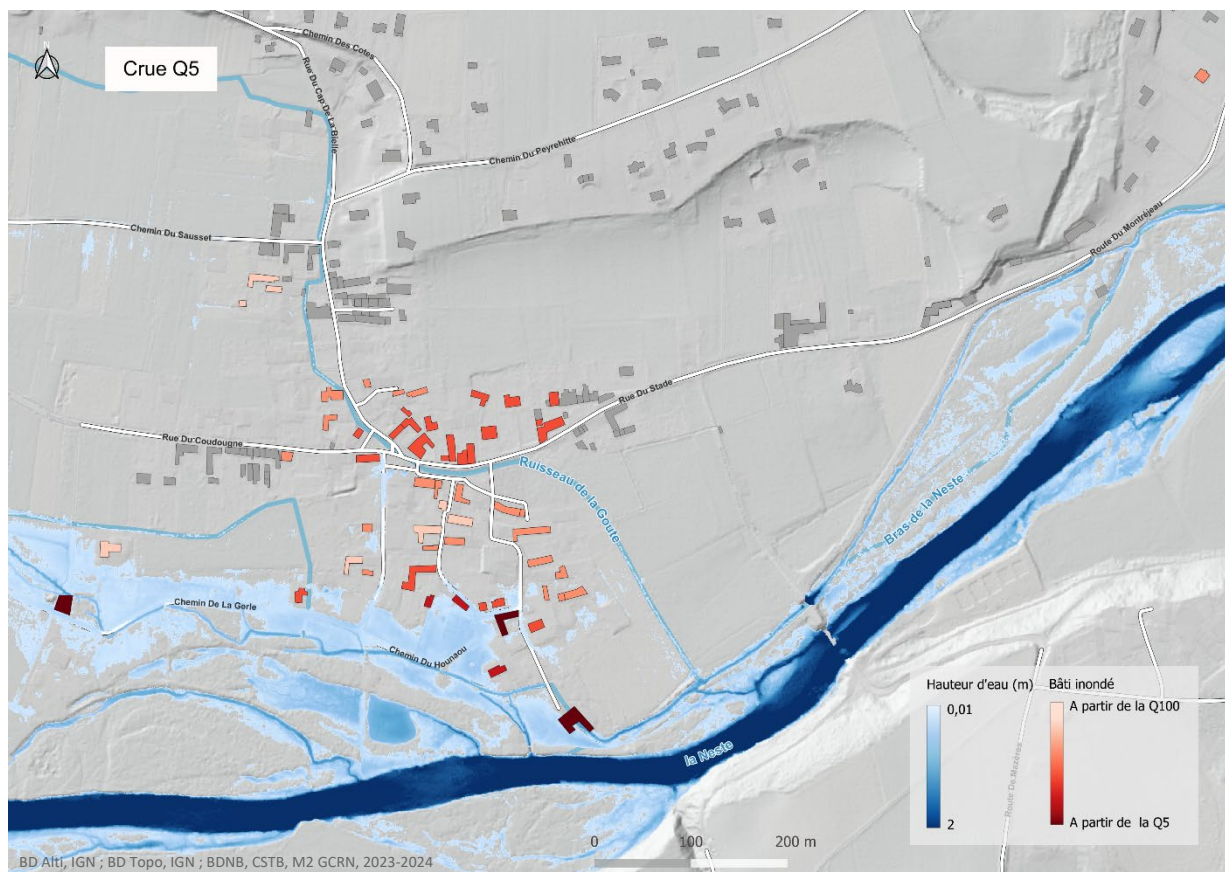 N
Crue Q5
Chemin Des Cotes
Rue Du Cap De La Bielle
Chemin Du Peyrehitte
Chemin Du Sausset
Route Du Montréjeau
Rue Du Stade
Rue Du Coudougne
Ruisseau de la Goute
Bras de la Neste
Chemin De La Gerle
Chemin Du Hounaou
la Neste
Route De Mazères
Hauteur d'eau (m)
0,01
2
Bâti inondé
A partir de la Q100
A partir de la Q5
0 100 200 m
BD Alti, IGN ; BD Topo, IGN ; BDNB, CSTB, M2 GCRN, 2023-2024